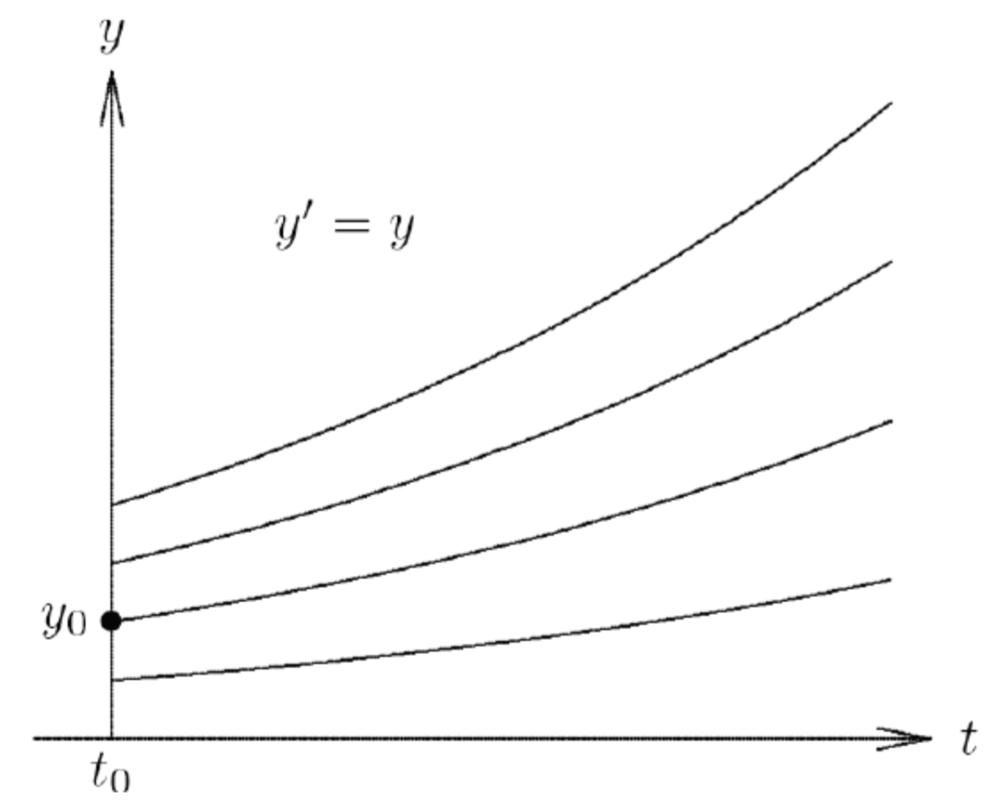 y
y′ = y
y₀
t
t₀